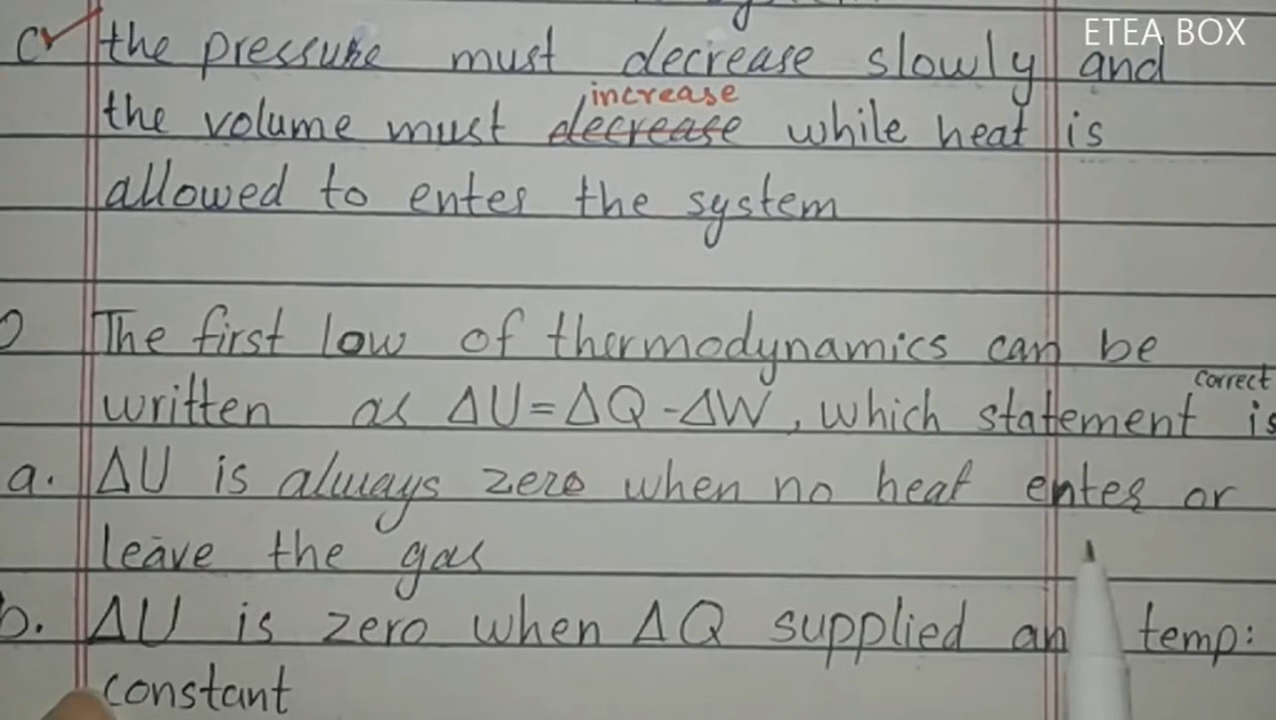 ETEA BOX
c the pressure must decrease slowly and
increase
the volume must decrease while heat is
allowed to enter the system
The first low of thermodynamics can be
correct
written as ΔU=ΔQ-ΔW, which statement is
a. ΔU is always zero when no heat enter or
leave the gas
b. ΔU is zero when ΔQ supplied an temp:
constant